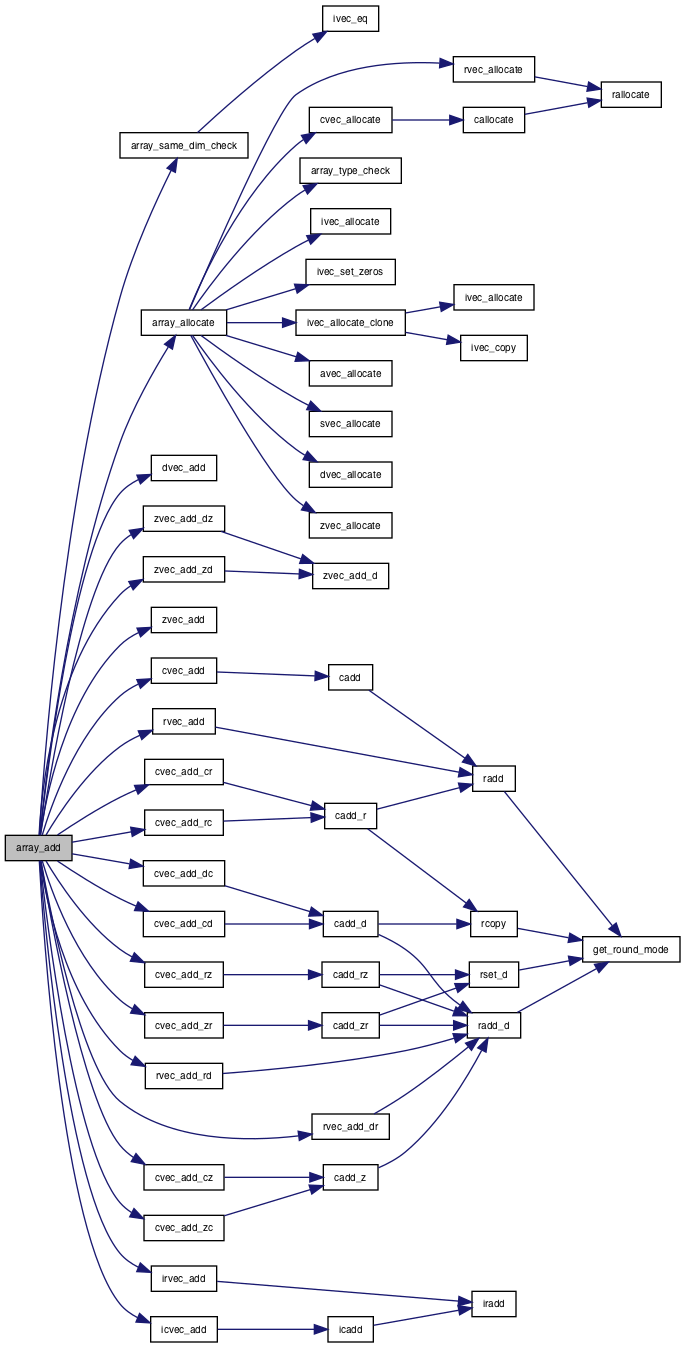 ivec_eq
rvec_allocate
rallocate
cvec_allocate
callocate
array_same_dim_check
array_type_check
ivec_allocate
ivec_set_zeros
ivec_allocate
array_allocate
ivec_allocate_clone
ivec_copy
avec_allocate
svec_allocate
dvec_add
dvec_allocate
zvec_add_dz
zvec_allocate
zvec_add_zd
zvec_add_d
zvec_add
cvec_add
cadd
rvec_add
cvec_add_cr
radd
cvec_add_rc
cadd_r
array_add
cvec_add_dc
cvec_add_cd
cadd_d
rcopy
get_round_mode
cvec_add_rz
cadd_rz
rset_d
cvec_add_zr
cadd_zr
radd_d
rvec_add_rd
rvec_add_dr
cvec_add_cz
cadd_z
cvec_add_zc
irvec_add
iradd
icvec_add
icadd